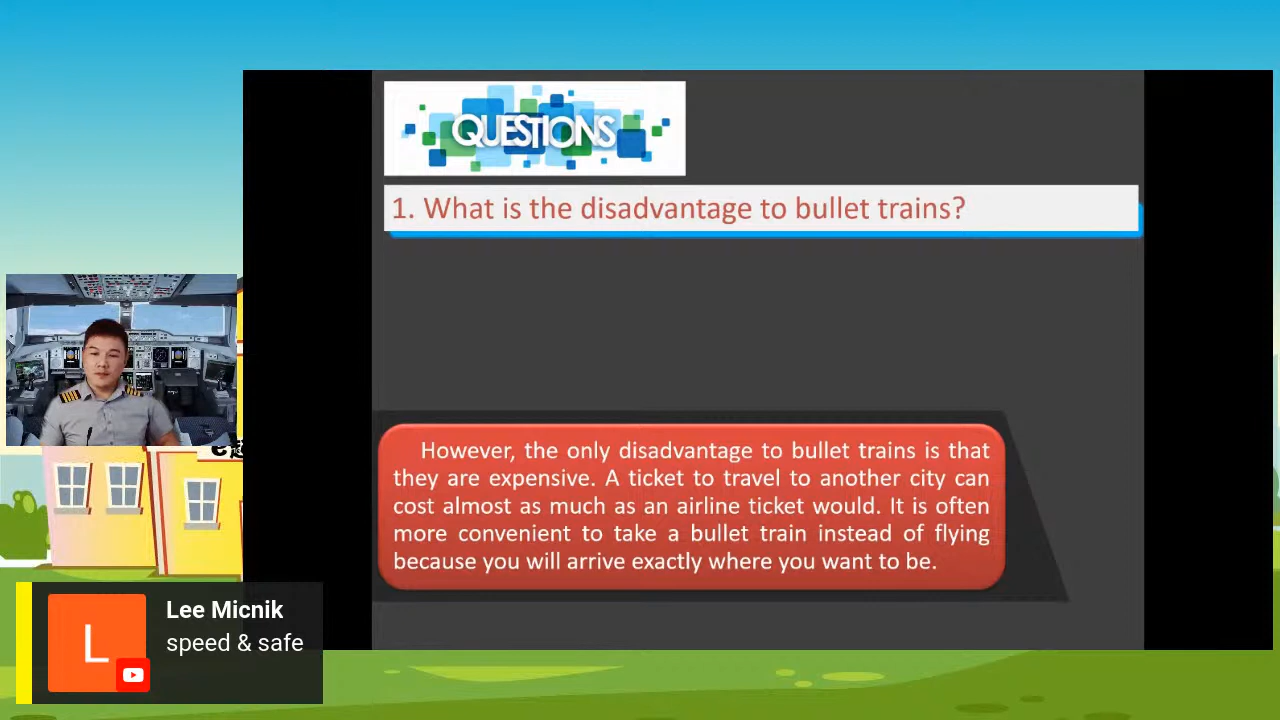 QUESTIONS
1. What is the disadvantage to bullet trains?
However, the only disadvantage to bullet trains is that
they are expensive. A ticket to travel to another city can
cost almost as much as an airline ticket would. It is often
more convenient to take a bullet train instead of flying
because you will arrive exactly where you want to be.
L
Lee Micnik
speed & safe